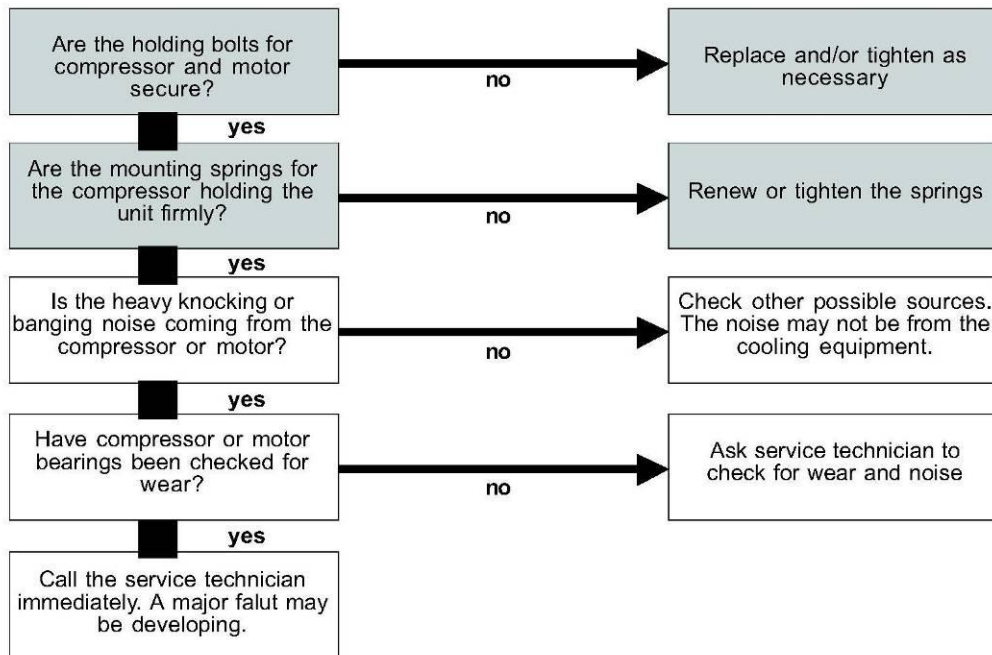 Are the holding bolts for
compressor and motor
secure?
no
Replace and/or tighten as
necessary
yes
Are the mounting springs for
the compressor holding the
unit firmly?
no
Renew or tighten the springs
yes
Is the heavy knocking or
banging noise coming from the
compressor or motor?
no
Check other possible sources.
The noise may not be from the
cooling equipment.
yes
Have compressor or motor
bearings been checked for
wear?
no
Ask service technician to
check for wear and noise
yes
Call the service technician
immediately. A major falut may
be developing.